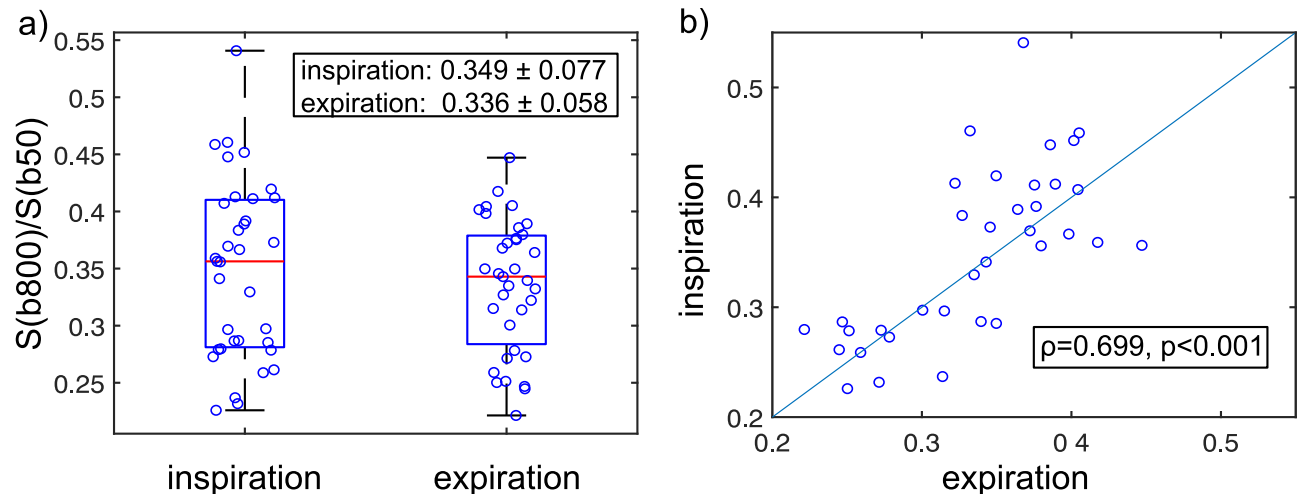 a)
S(bb800)/S(b50)
0.55
0.5
0.45
0.4
0.35
0.3
0.25
inspiration: 0.349 ± 0.077
expiration: 0.336 ± 0.058
inspiration
expiration
b)
inspiration
0.5
0.4
0.3
0.2
ρ=0.699, p<0.001
0.2
0.3
0 4
0.5
expiration